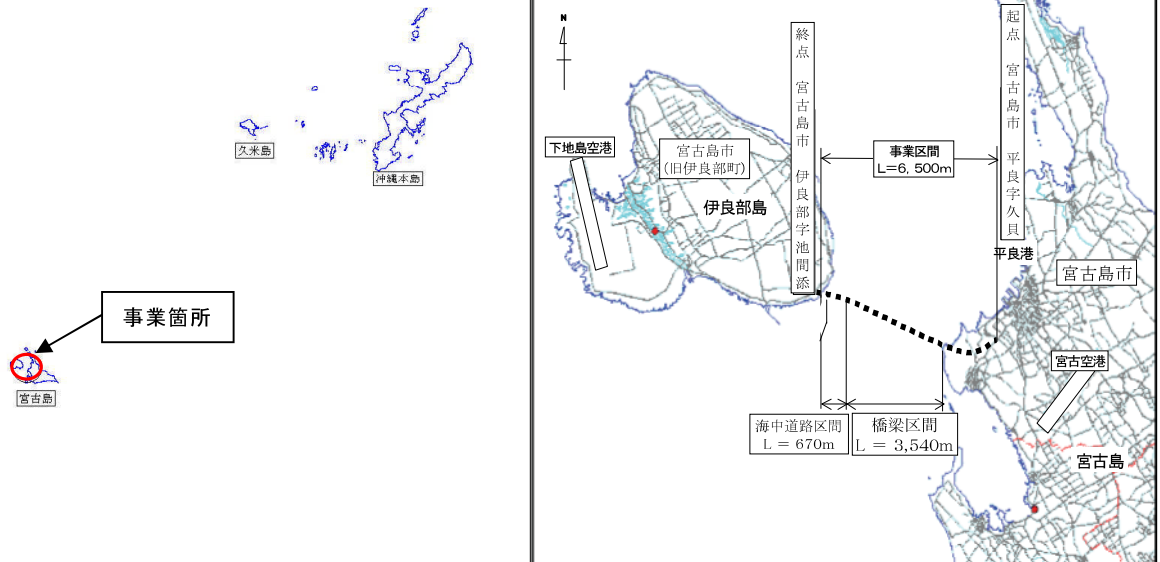 久米島
沖縄本島
事業箇所
宮古島
N
終点 宮古島市 伊良部字池間添
起点 宮古島市 平良字久貝
下地島空港
宮古島市
(旧伊良部町)
事業区間
L=6, 500m
伊良部島
平良港
宮古島市
宮古空港
海中道路区間
L = 670m
橋梁区間
L = 3,540m
宮古島